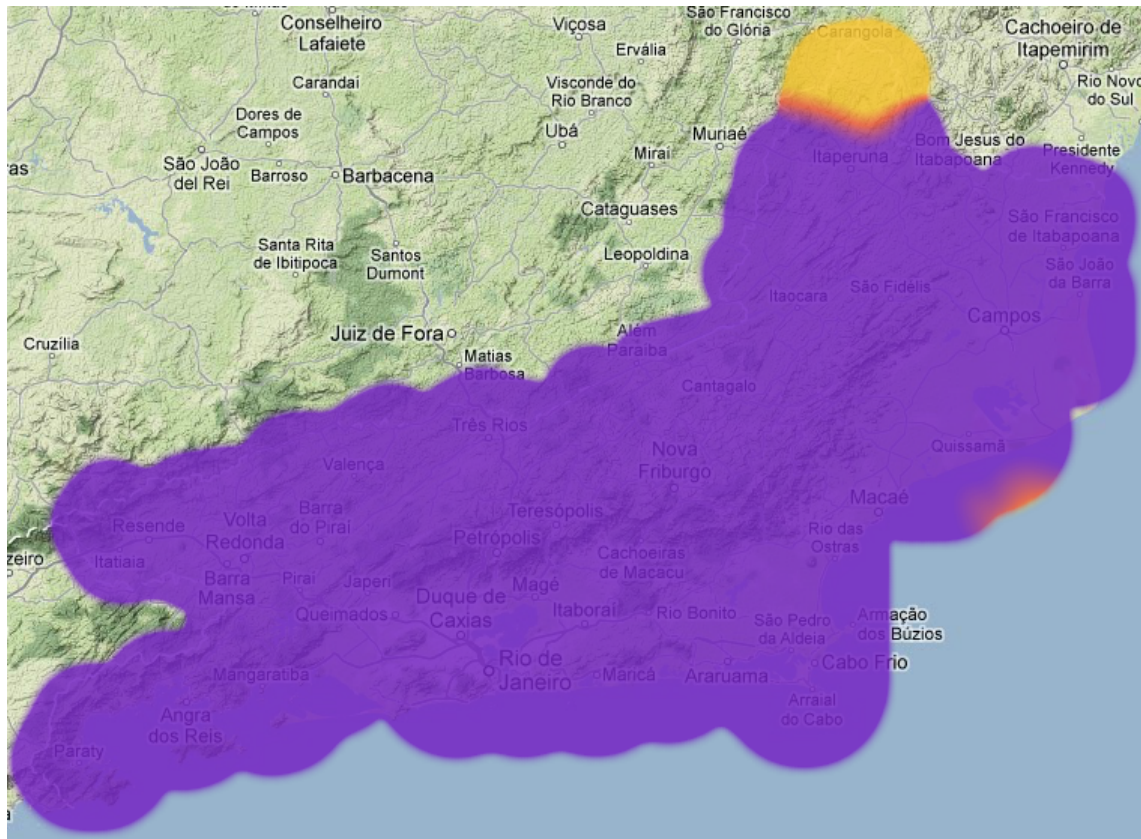 Conselheiro
Lafaiete
Viçosa
São Francisco
do Glória
Carangola
Cachoeiro de
Itapemirim
Ervália
Carandaí
Visconde do
Rio Branco
Rio Novo
do Sul
Dores de
Campos
Ubá
Muriaé
Bom Jesus do
Itabapoana
Presidente
Kennedy
São João
del Rei
Barroso
Barbacena
Miraí
Itaperuna
ras
Cataguases
São Francisco
de Itabapoana
Santa Rita
de Ibitipoca
Santos
Dumont
Leopoldina
São João
da Barra
Itaocara
São Fidélis
Campos
Juiz de Fora
Além
Paraíba
Cruzília
Matias
Barbosa
Cantagalo
Três Rios
Quissamã
Valença
Nova
Friburgo
Macaé
Resende
Volta
Redonda
Barra
do Piraí
Teresópolis
Rio das
Ostras
Petrópolis
zeiro
Itatiaia
Cachoeiras
de Macacu
Barra
Mansa
Pirai
Japeri
Magé
Queimados
Duque de
Caxias
Itaboraí
Rio Bonito
São Pedro
da Aldeia
Armação
dos Búzios
Rio de
Janeiro
Mangaratiba
Maricá
Araruama
Cabo Frio
Arraial
do Cabo
Angra
dos Reis
Paraty
a